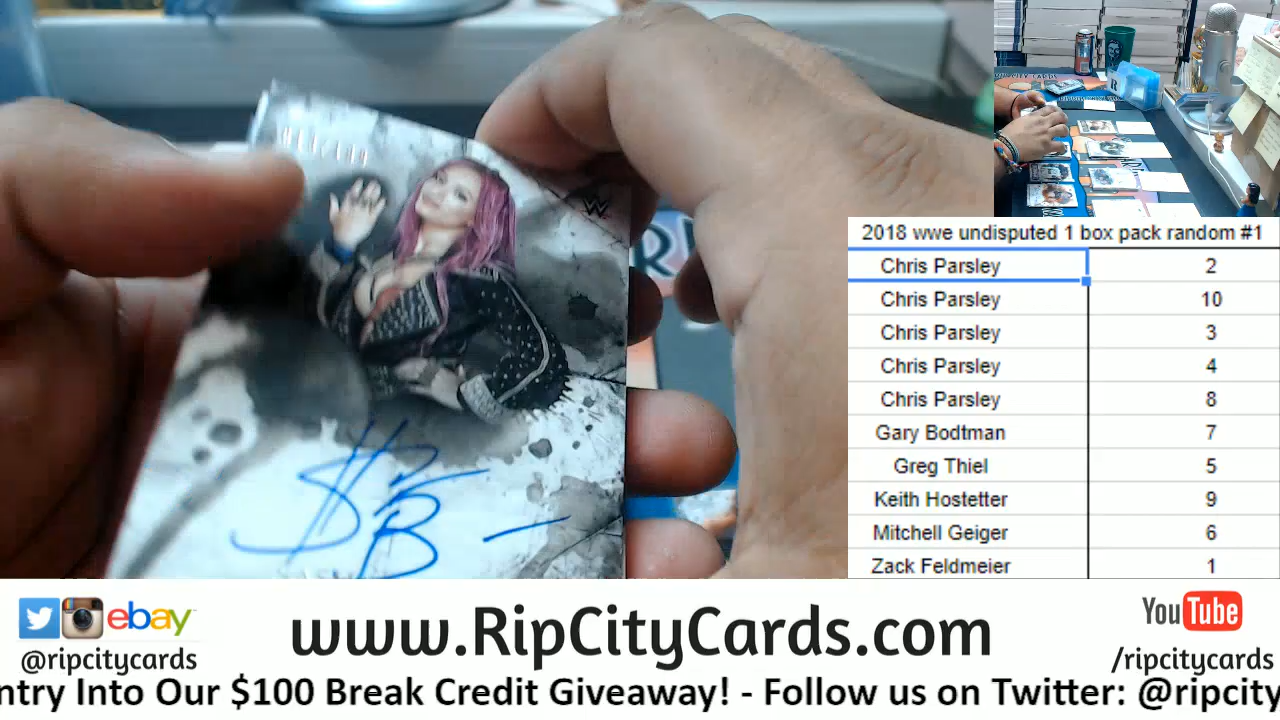 2018 wwe undisputed 1 box pack random #1
Chris Parsley 2
Chris Parsley 10
Chris Parsley 3
Chris Parsley 4
Chris Parsley 8
Gary Bodtman 7
Greg Thiel 5
Keith Hostetter 9
Mitchell Geiger 6
Zack Feldmeier 1
ebay
@ripcitycards
www.RipCityCards.com
YouTube
/ripcitycards
ntry Into Our $100 Break Credit Giveaway! - Follow us on Twitter: @ripcity